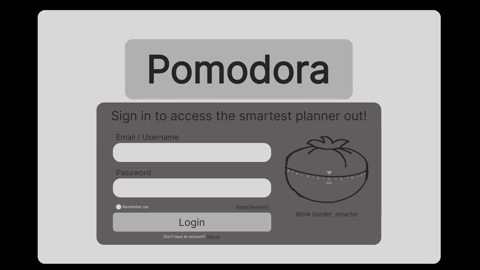 Pomodora
Sign in to access the smartest planner out!
Email / Username
Password
Remember me
Forgot Password?
Login
Work harder, smarter
Don't have an account? Sign up